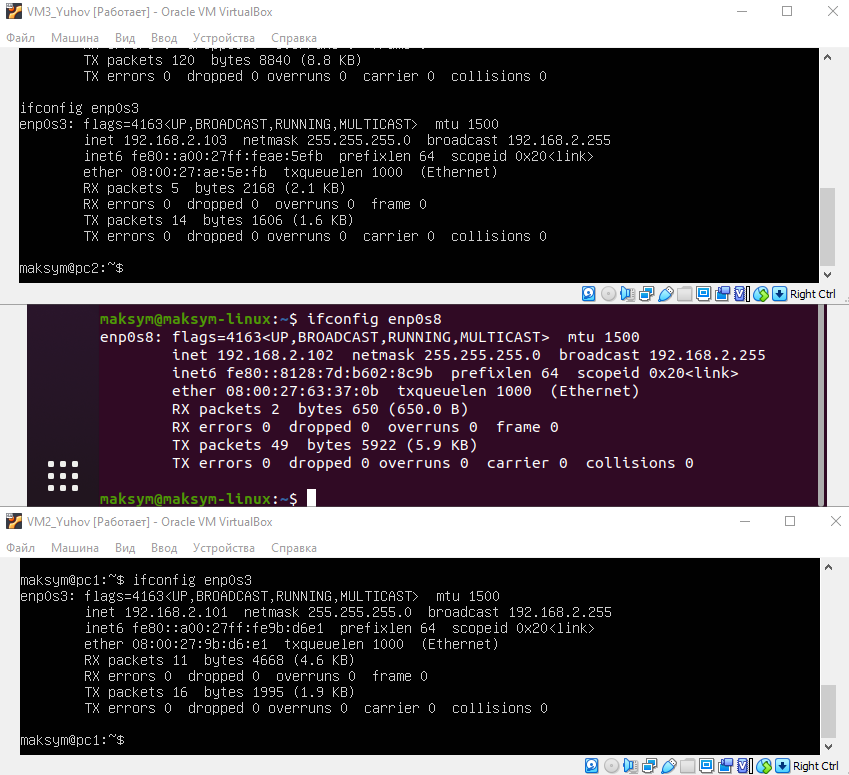 VM3_Yuhov [Работает] - Oracle VM VirtualBox
Файл Машина Вид Ввод Устройства Справка
TX packets 120 bytes 8840 (8.8 KB)
TX errors 0 dropped 0 overruns 0 carrier 0 collisions 0
ifconfig enp0s3
enp0s3: flags=4163<UP,BROADCAST,RUNNING,MULTICAST> mtu 1500
inet 192.168.2.103 netmask 255.255.255.0 broadcast 192.168.2.255
inet6 fe80::a00:27ff:feae:5efb prefixlen 64 scopeid 0x20<link>
ether 08:00:27:ae:5e:fb txqueuelen 1000 (Ethernet)
RX packets 5 bytes 2168 (2.1 KB)
RX errors 0 dropped 0 overruns 0 frame 0
TX packets 14 bytes 1606 (1.6 KB)
TX errors 0 dropped 0 overruns 0 carrier 0 collisions 0
maksym@pc2:~$
Right Ctrl
maksym@maksym-linux:~$ ifconfig enp0s8
enp0s8: flags=4163<UP,BROADCAST,RUNNING,MULTICAST> mtu 1500
inet 192.168.2.102 netmask 255.255.255.0 broadcast 192.168.2.255
inet6 fe80::8128:7d:b602:8c9b prefixlen 64 scopeid 0x20<link>
ether 08:00:27:63:37:0b txqueuelen 1000 (Ethernet)
RX packets 2 bytes 650 (650.0 B)
RX errors 0 dropped 0 overruns 0 frame 0
TX packets 49 bytes 5922 (5.9 KB)
TX errors 0 dropped 0 overruns 0 carrier 0 collisions 0
maksym@maksym-linux:~$
VM2_Yuhov [Работает] - Oracle VM VirtualBox
Файл Машина Вид Ввод Устройства Справка
maksym@pc1:~$ ifconfig enp0s3
enp0s3: flags=4163<UP,BROADCAST,RUNNING,MULTICAST> mtu 1500
inet 192.168.2.101 netmask 255.255.255.0 broadcast 192.168.2.255
inet6 fe80::a00:27ff:fe9b:d6e1 prefixlen 64 scopeid 0x20<link>
ether 08:00:27:9b:d6:e1 txqueuelen 1000 (Ethernet)
RX packets 11 bytes 4668 (4.6 KB)
RX errors 0 dropped 0 overruns 0 frame 0
TX packets 16 bytes 1995 (1.9 KB)
TX errors 0 dropped 0 overruns 0 carrier 0 collisions 0
maksym@pc1:~$
Right Ctrl